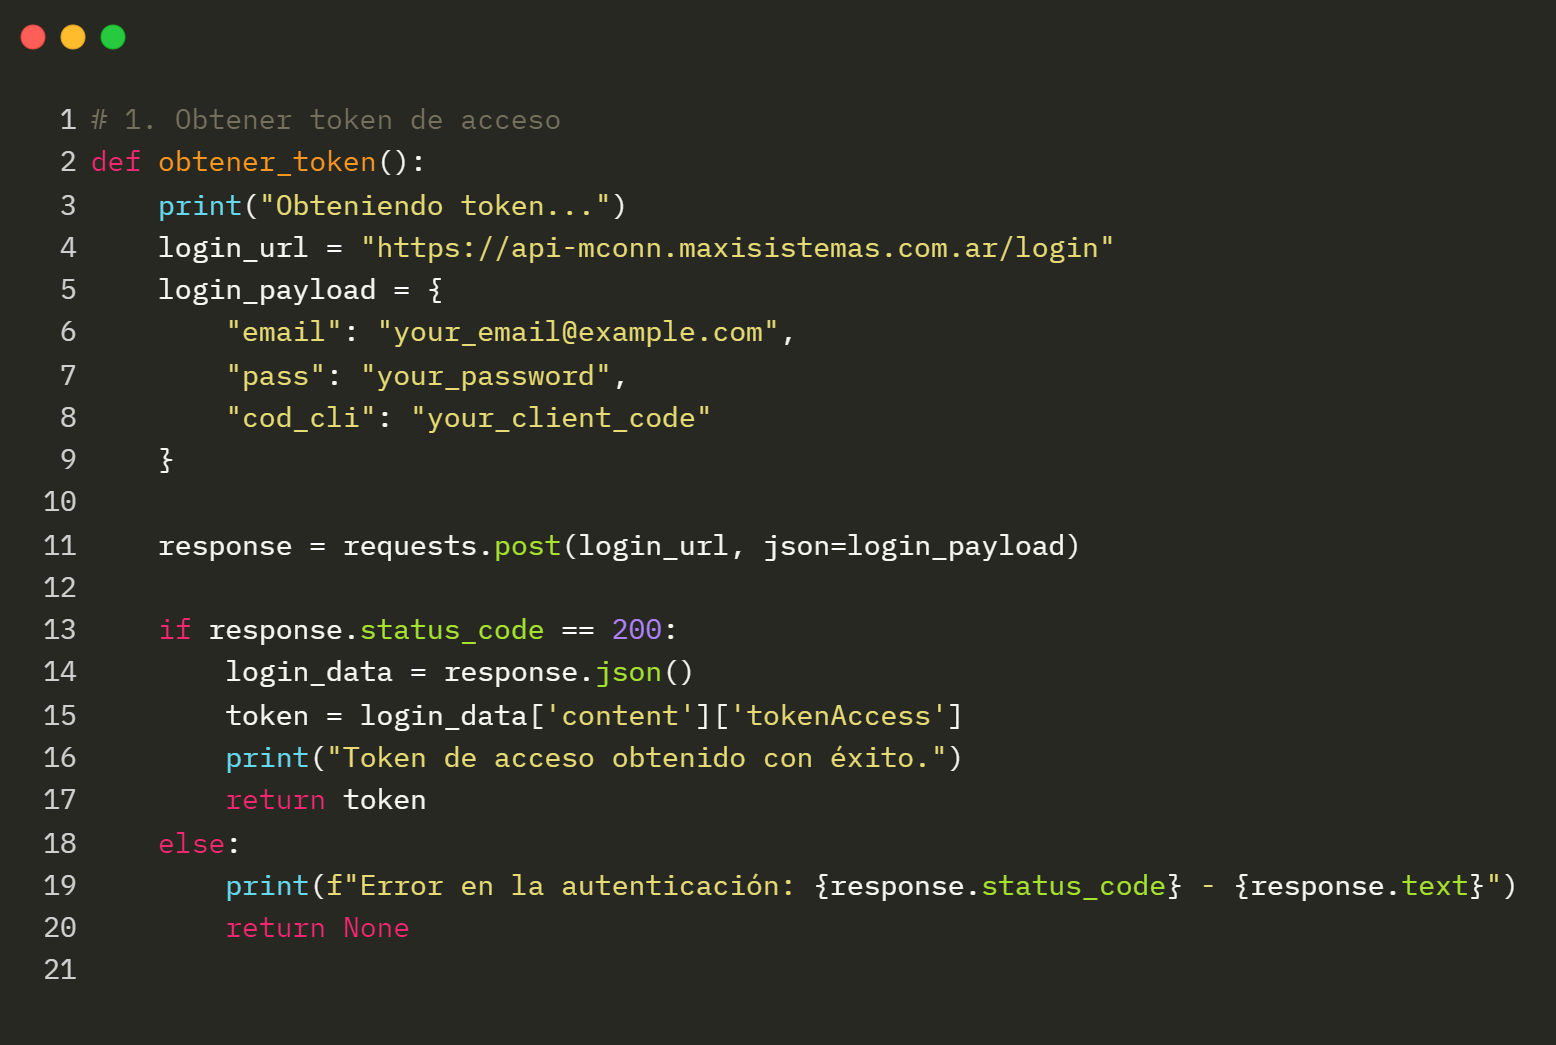 1 # 1. Obtener token de acceso
2 def obtener_token():
3     print("Obteniendo token...")
4     login_url = "https://api-mconn.maxisistemas.com.ar/login"
5     login_payload = {
6         "email": "your_email@example.com",
7         "pass": "your_password",
8         "cod_cli": "your_client_code"
9     }
10
11     response = requests.post(login_url, json=login_payload)
12
13     if response.status_code == 200:
14         login_data = response.json()
15         token = login_data['content']['tokenAccess']
16         print("Token de acceso obtenido con éxito.")
17         return token
18     else:
19         print(f"Error en la autenticación: {response.status_code} - {response.text}")
20         return None
21